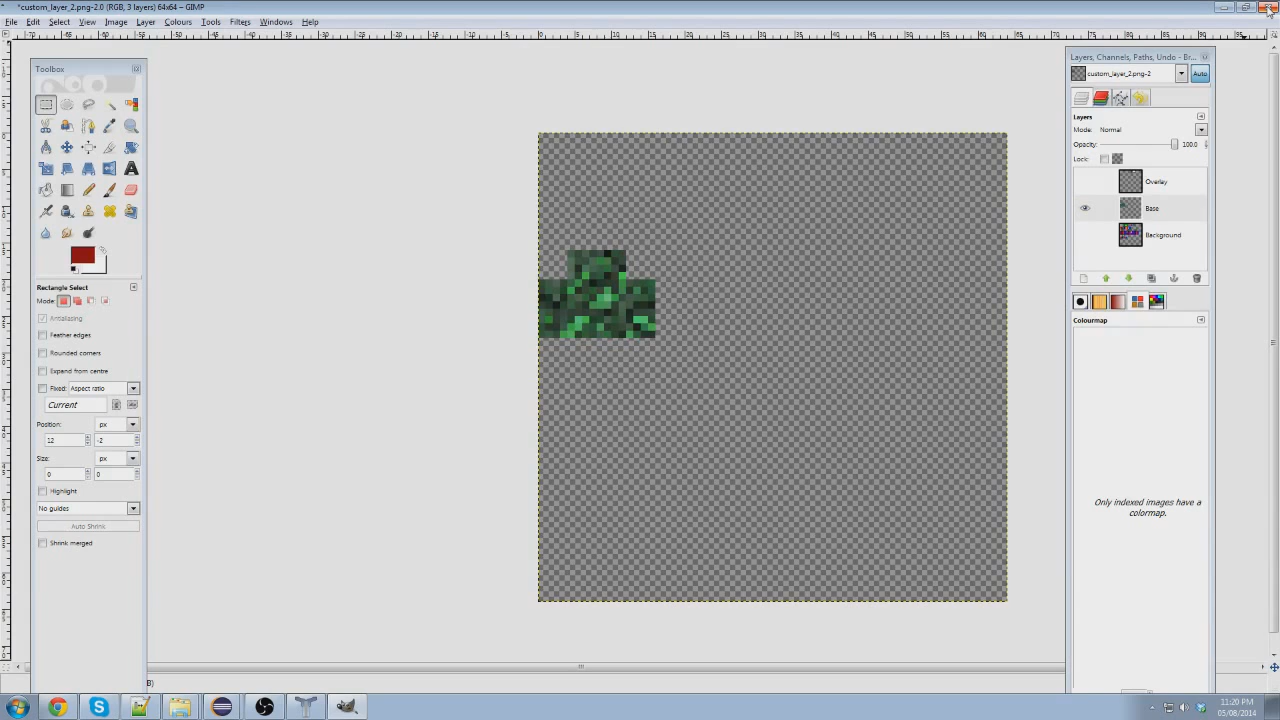 *custom_layer_2.png-2.0 (RGB, 3 layers) 64x64 – GIMP
File Edit Select View Image Layer Colours Tools Filters Windows Help
Toolbox
Rectangle Select
Mode:
Antialiasing
Feather edges
Rounded corners
Expand from centre
Fixed: Aspect ratio
Current
Position: px
12 -2
Size: px
0 0
Highlight
No guides
Auto Shrink
Shrink merged
Layers, Channels, Paths, Undo - Br...
custom_layer_2.png-2 Auto
Layers
Mode: Normal
Opacity: 100.0
Lock:
Overlay
Base
Background
Colourmap
Only indexed images have a
colormap.
B)
11:20 PM
05/08/2014